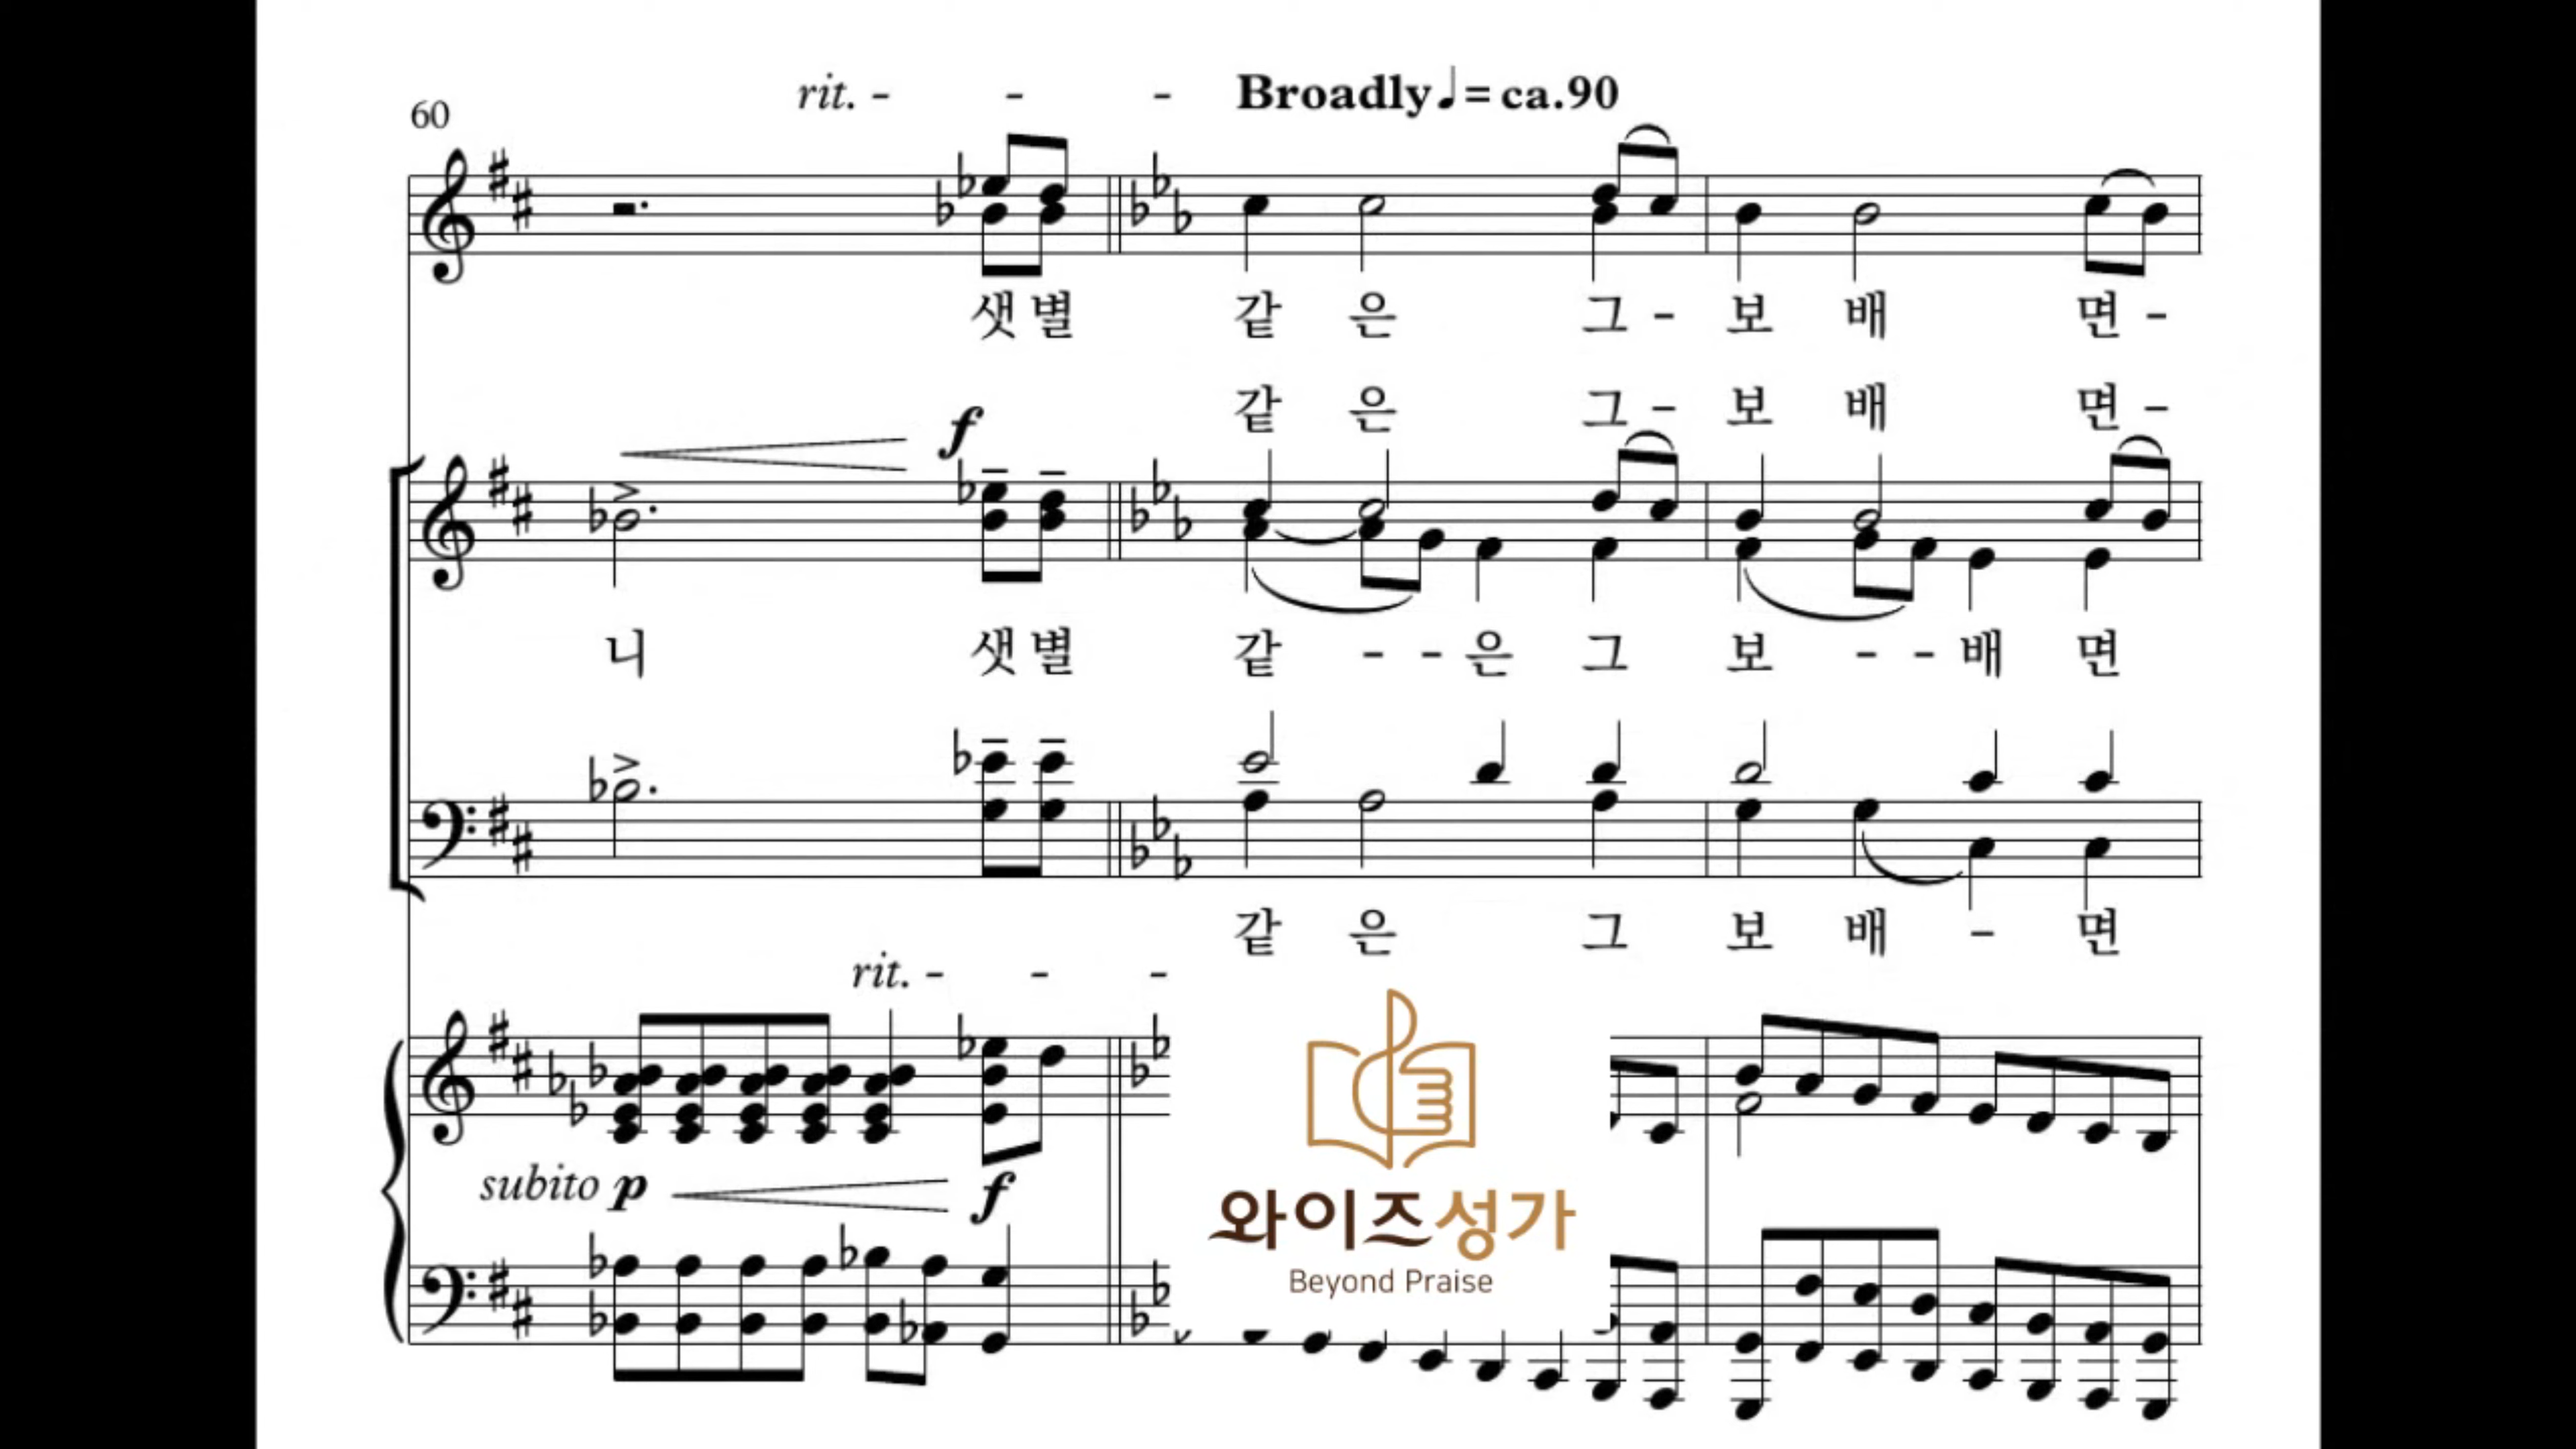 rit. - - - Broadly ♩= ca.90
60
샛 별 같 은 그 - 보 배 면 -
같 은 그 - 보 배 면 -
f
니 샛 별 같 - - 은 그 보 - - 배 면
같 은 그 보 배 - 면
rit. - - -
subito p f
와이즈성가
Beyond Praise